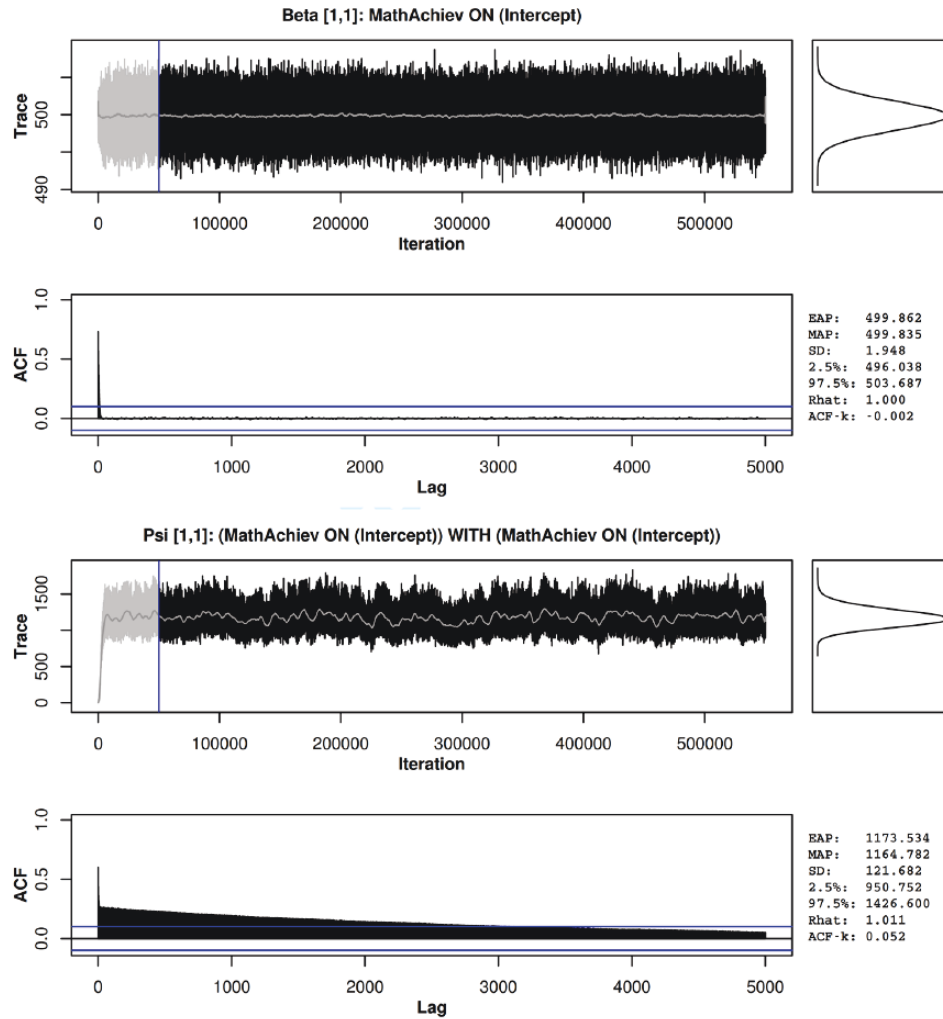 Beta [1,1]: MathAchiev ON (Intercept)
Trace
500
490
0 100000 200000 300000 400000 500000
Iteration
ACF
1.0
0.5
0.0
0 1000 2000 3000 4000 5000
Lag
EAP: 499.862
MAP: 499.835
SD: 1.948
2.5%: 496.038
97.5%: 503.687
Rhat: 1.000
ACF-k: -0.002
Psi [1,1]: (MathAchiev ON (Intercept)) WITH (MathAchiev ON (Intercept))
Trace
1500
500
0
0 100000 200000 300000 400000 500000
Iteration
ACF
1.0
0.5
0.0
0 1000 2000 3000 4000 5000
Lag
EAP: 1173.534
MAP: 1164.782
SD: 121.682
2.5%: 950.752
97.5%: 1426.600
Rhat: 1.011
ACF-k: 0.052